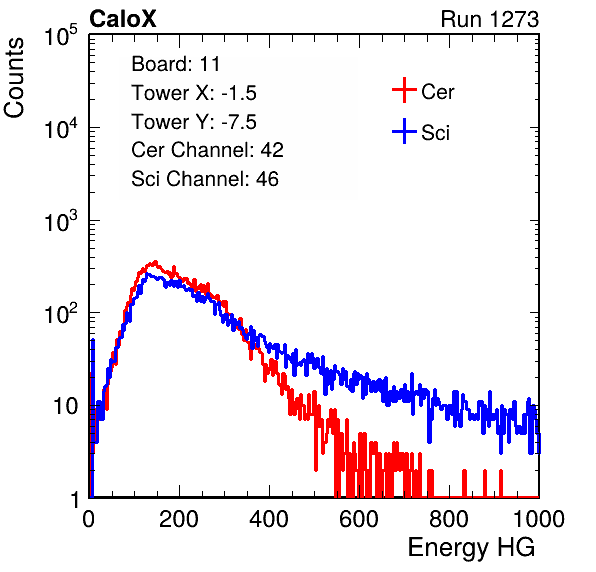 CaloX Run 1273
Counts
10^5
10^4
10^3
10^2
10
1
Board: 11
Tower X: -1.5
Tower Y: -7.5
Cer Channel: 42
Sci Channel: 46
Cer
Sci
0 200 400 600 800 1000
Energy HG